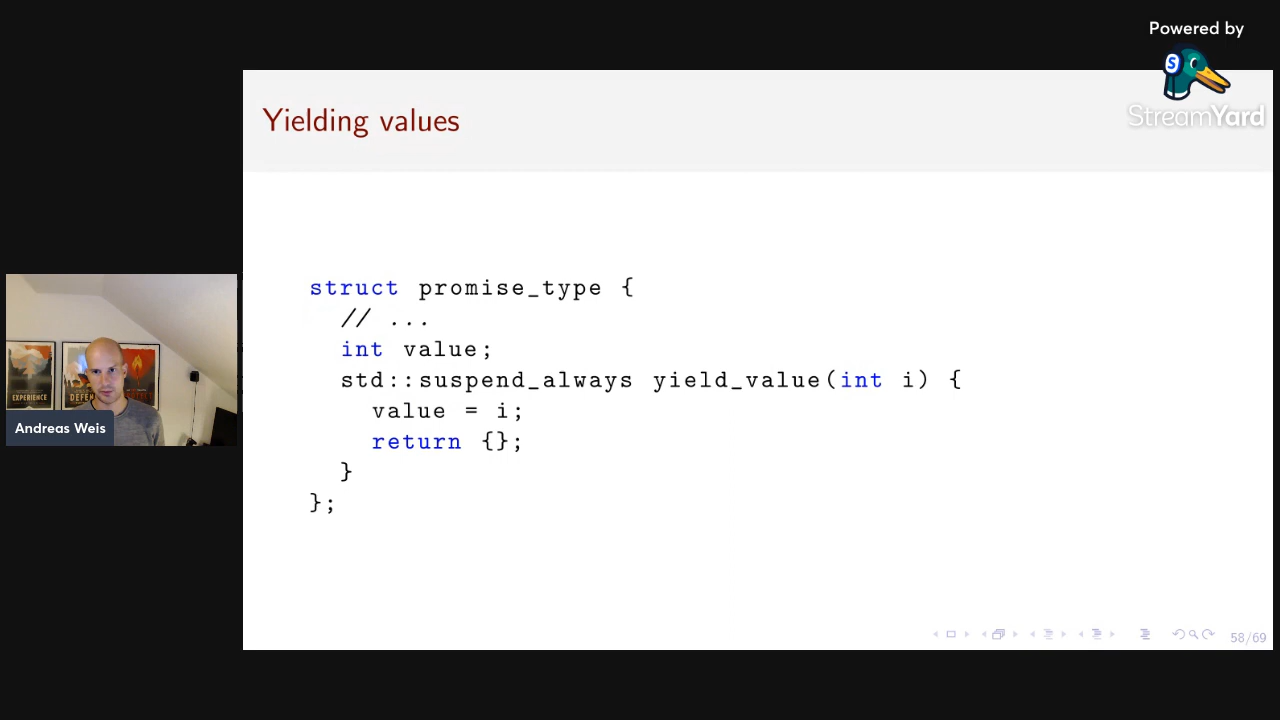 Powered by
StreamYard
Yielding values
struct promise_type {
// ...
int value;
std::suspend_always yield_value(int i) {
value = i;
return {};
}
};
EXPERIENCE
Andreas Weis
58/69